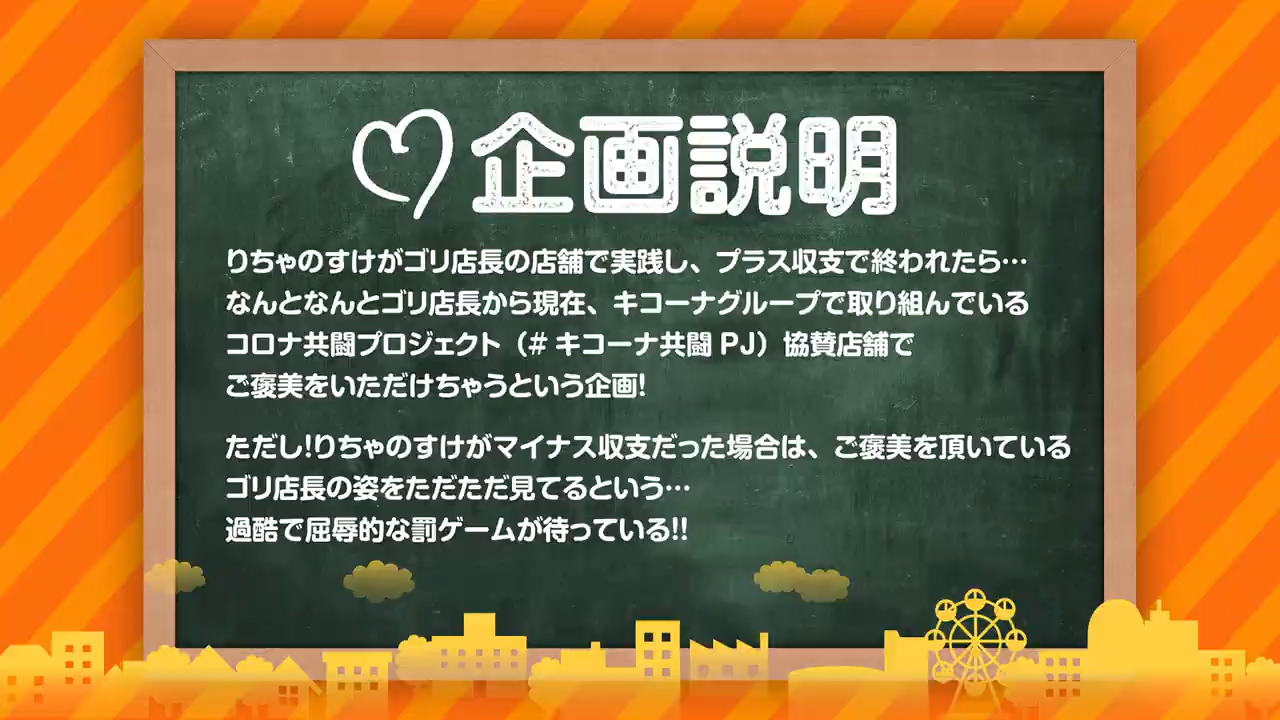 企画説明
りちゃのすけがゴリ店長の店舗で実践し、プラス収支で終われたら…
なんとなんとゴリ店長から現在、キコーナグループで取り組んでいる
コロナ共闘プロジェクト（# キコーナ共闘 PJ）協賛店舗で
ご褒美をいただけちゃうという企画!
ただし!りちゃのすけがマイナス収支だった場合は、ご褒美を頂いている
ゴリ店長の姿をただただ見てるという…
過酷で屈辱的な罰ゲームが待っている!!